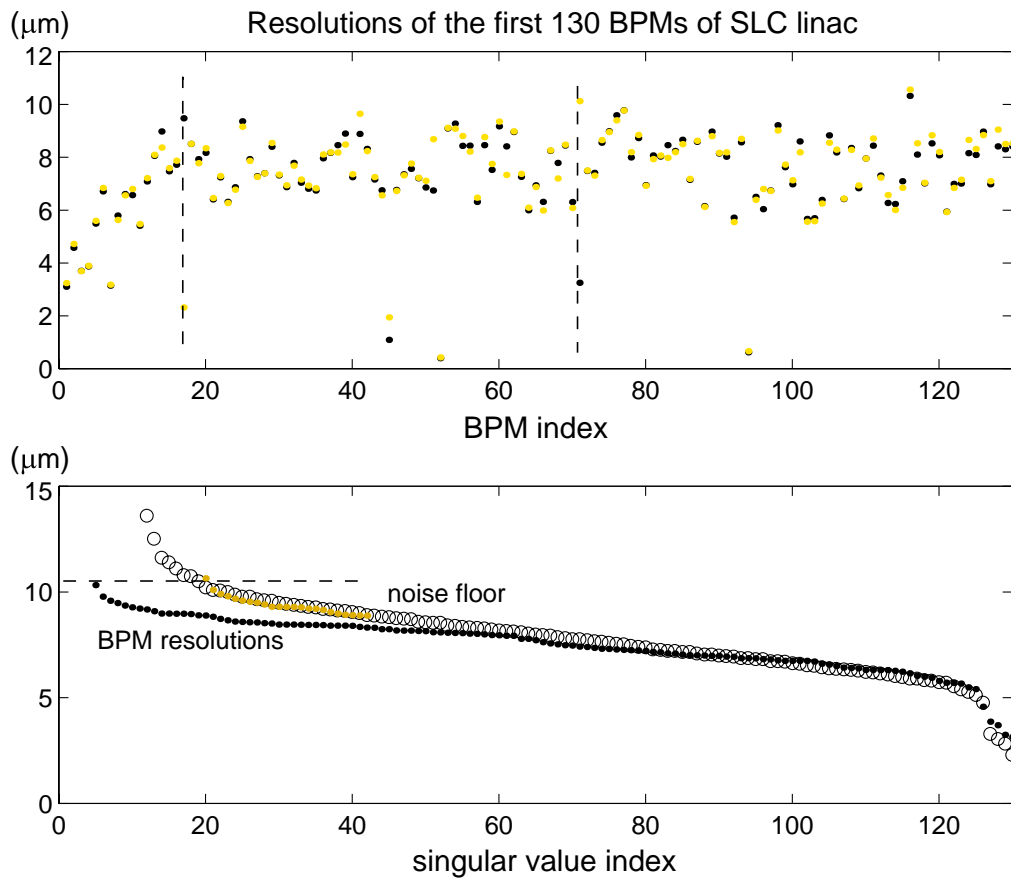 (μm) Resolutions of the first 130 BPMs of SLC linac
12
10
8
6
4
2
0
0 20 40 60 80 100 120
BPM index
(μm)
15
10
5
0
noise floor
BPM resolutions
0 20 40 60 80 100 120
singular value index